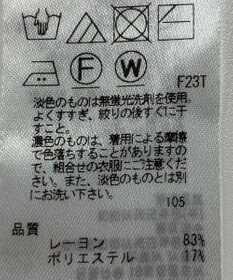 F W
F23T
淡色のものは無蛍光洗剤を使用。
よくすすぎ、絞りの後すぐに干
すこと。
濃色のものは、着用による摩擦
で色落ちすることがありますの
で、組合せの衣服にご注意くださ
い。また、淡色のものとは別
にお洗い下さい。
105
品質
レーヨン 83%
ポリエステル 17%